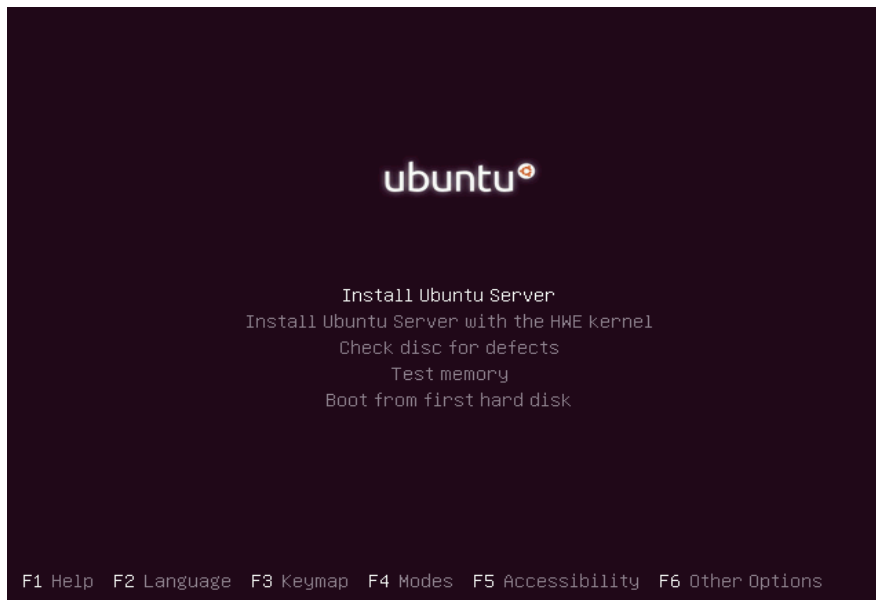 ubuntu
Install Ubuntu Server
Install Ubuntu Server with the HWE kernel
Check disc for defects
Test memory
Boot from first hard disk
F1 Help F2 Language F3 Keymap F4 Modes F5 Accessibility F6 Other Options